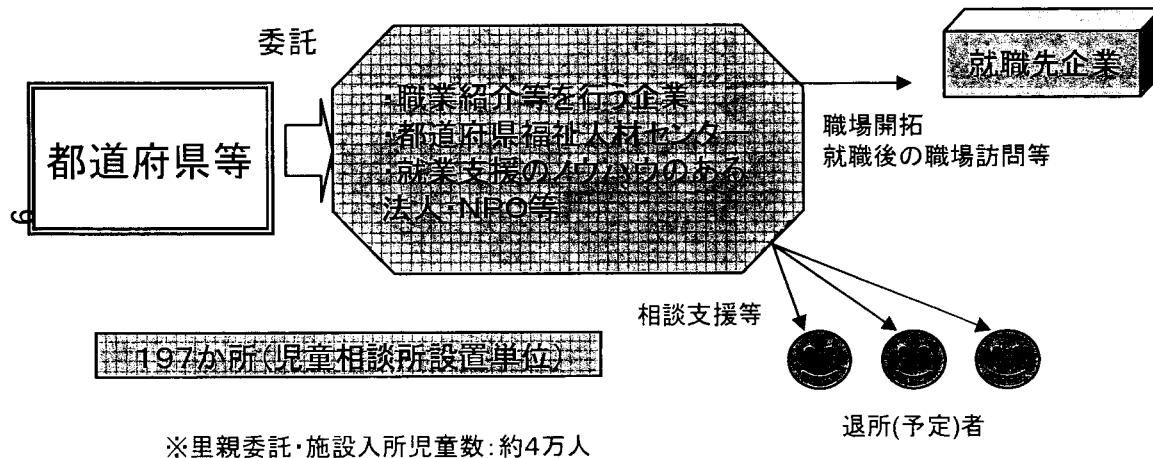 委託
都道府県等
・職業紹介等を行う企業
・都道府県福祉人材センター
・就業支援のノウハウのある
法人・NPO等
就職先企業
職場開拓
就職後の職場訪問等
相談支援等
197か所(児童相談所設置単位)
退所(予定)者
※里親委託・施設入所児童数:約4万人